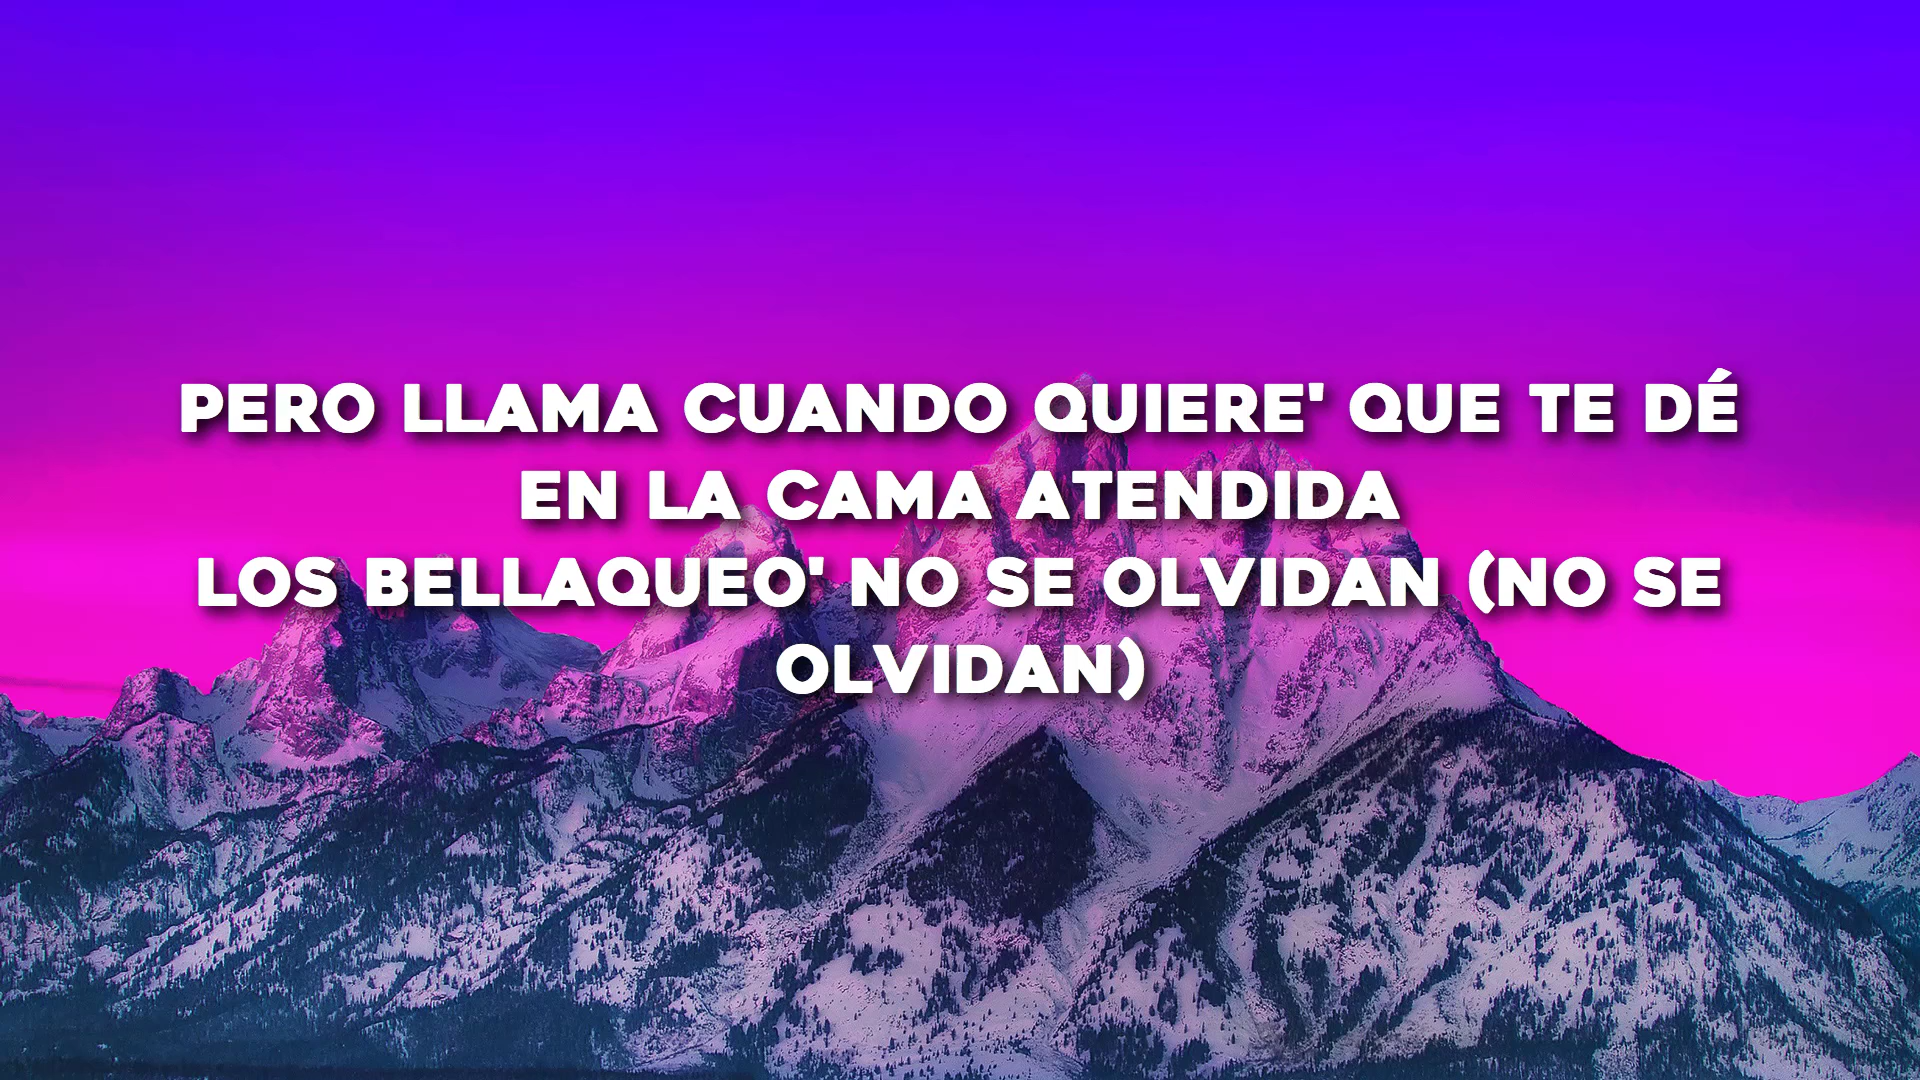 PERO LLAMA CUANDO QUIERE' QUE TE DÉ
EN LA CAMA ATENDIDA
LOS BELLAQUEO' NO SE OLVIDAN (NO SE
OLVIDAN)